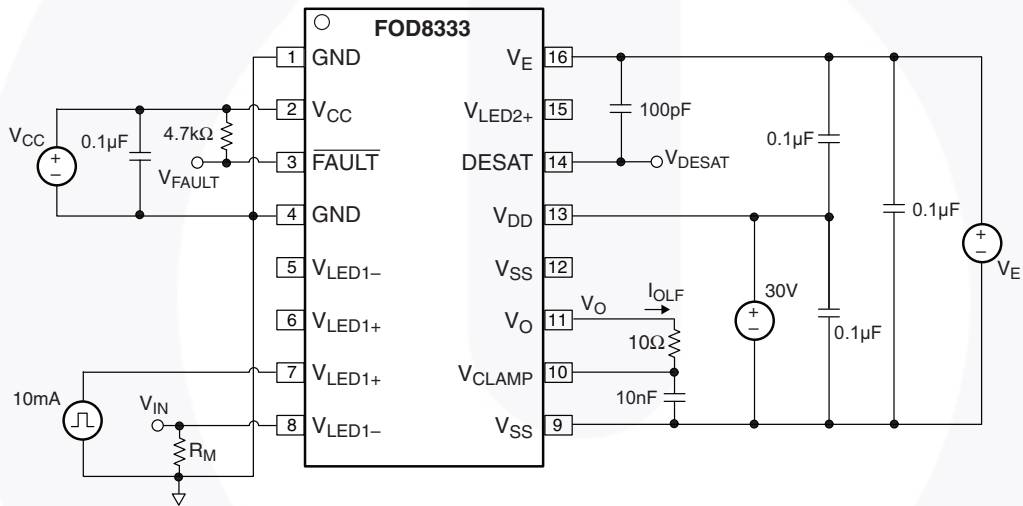 FOD8333
1 GND
2 VCC
3 FAULT
4 GND
5 VLED1–
6 VLED1+
7 VLED1+
8 VLED1–
VE 16
VLED2+ 15
DESAT 14
VDD 13
VSS 12
VO 11
VCLAMP 10
VSS 9
VCC
+
–
0.1µF
4.7kΩ
VFAULT
10mA
VIN
RM
100pF
VDESAT
0.1µF
0.1µF
+
–
VE
30V
+
–
0.1µF
VO
IOLF
10Ω
10nF